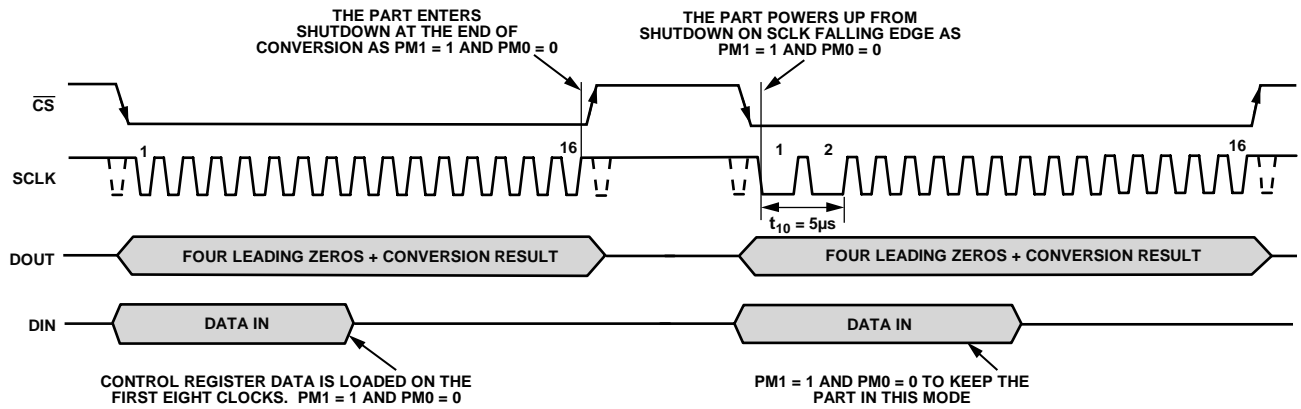 THE PART ENTERS
SHUTDOWN AT THE END OF
CONVERSION AS PM1 = 1 AND PM0 = 0
THE PART POWERS UP FROM
SHUTDOWN ON SCLK FALLING EDGE AS
PM1 = 1 AND PM0 = 0
CS
1
16
1
2
16
SCLK
t10 = 5µs
DOUT
FOUR LEADING ZEROS + CONVERSION RESULT
FOUR LEADING ZEROS + CONVERSION RESULT
DIN
DATA IN
DATA IN
CONTROL REGISTER DATA IS LOADED ON THE
FIRST EIGHT CLOCKS. PM1 = 1 AND PM0 = 0
PM1 = 1 AND PM0 = 0 TO KEEP THE
PART IN THIS MODE